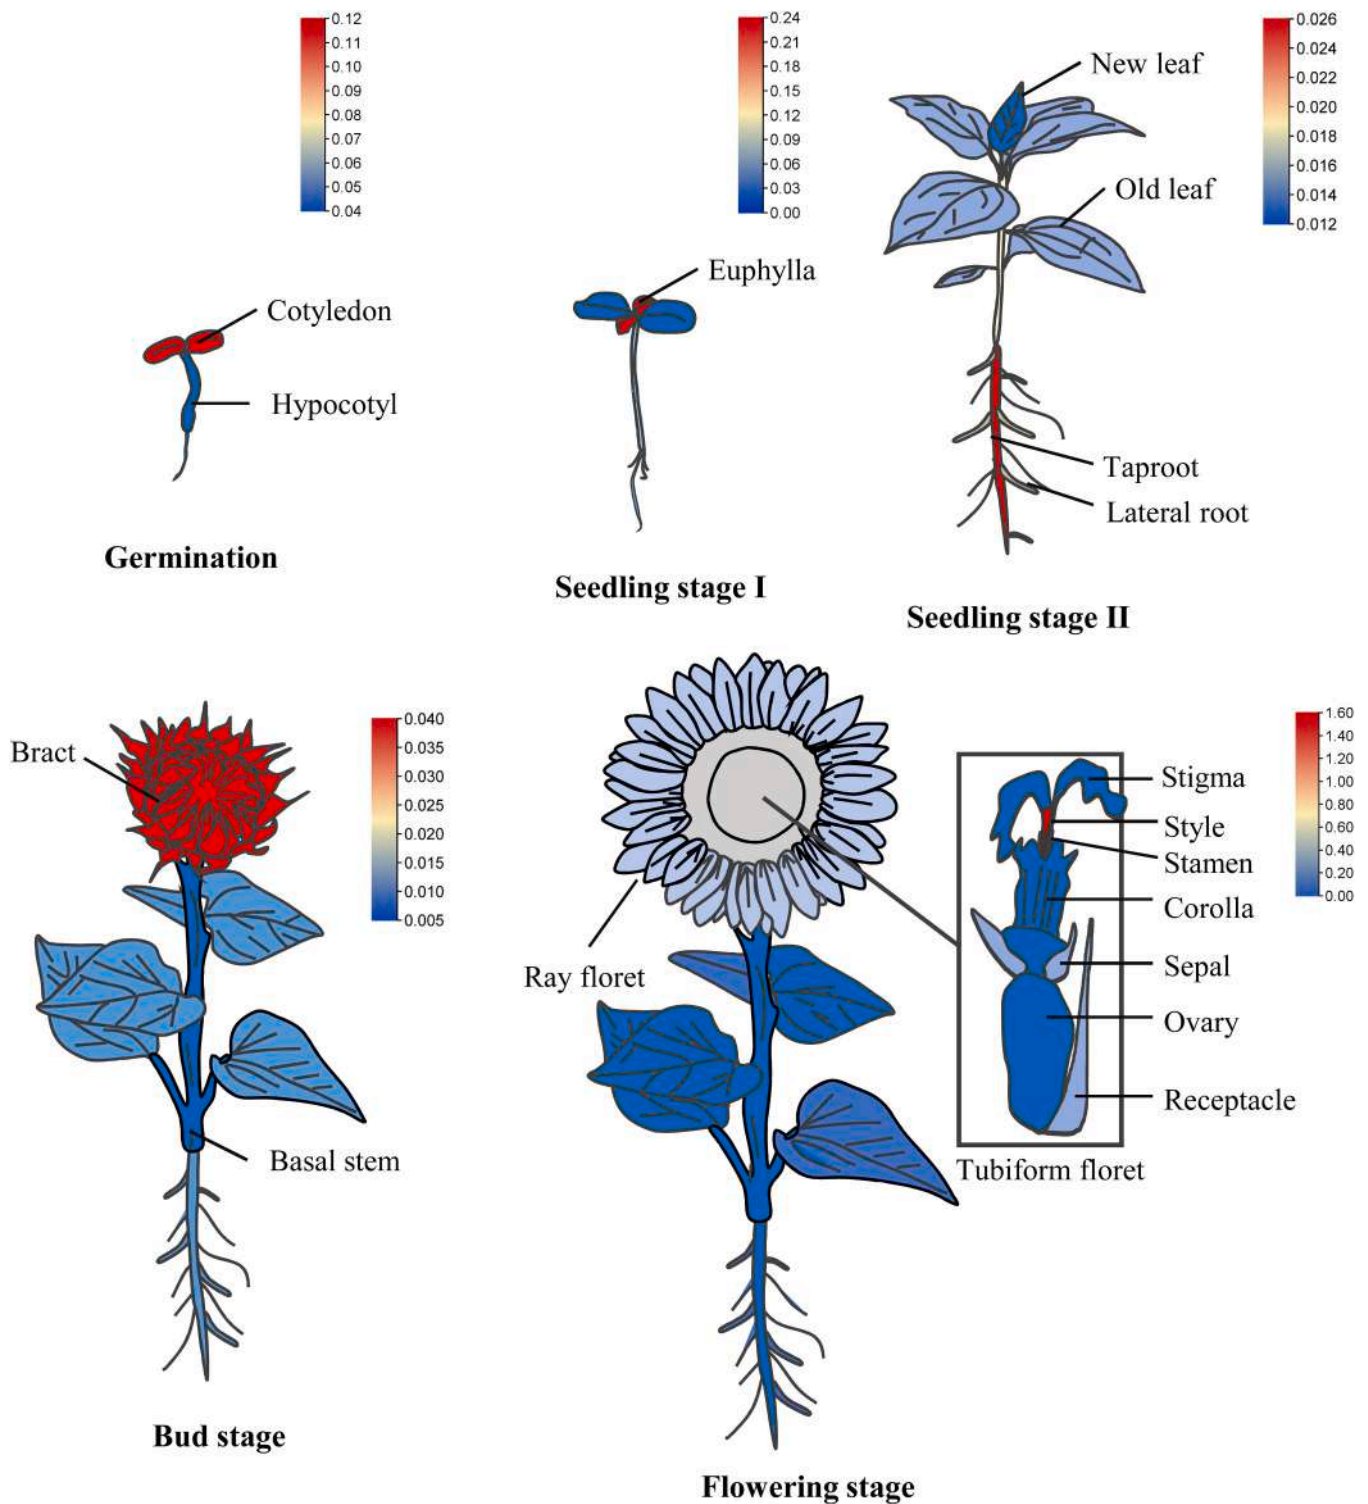 0.12
0.11
0.10
0.09
0.08
0.06
0.05
0.04
Cotyledon
Hypocotyl
Germination
0.24
0.21
0.18
0.15
0.12
0.09
0.06
0.03
0.00
Euphylla
Seedling stage I
0.026
0.024
0.022
0.020
0.018
0.016
0.014
0.012
New leaf
Old leaf
Taproot
Lateral root
Seedling stage II
Bract
0.040
0.035
0.030
0.025
0.020
0.015
0.010
0.005
Basal stem
Bud stage
Ray floret
1.60
1.40
1.00
0.80
0.60
0.40
0.20
0.00
Stigma
Style
Stamen
Corolla
Sepal
Ovary
Receptacle
Tubiform floret
Flowering stage